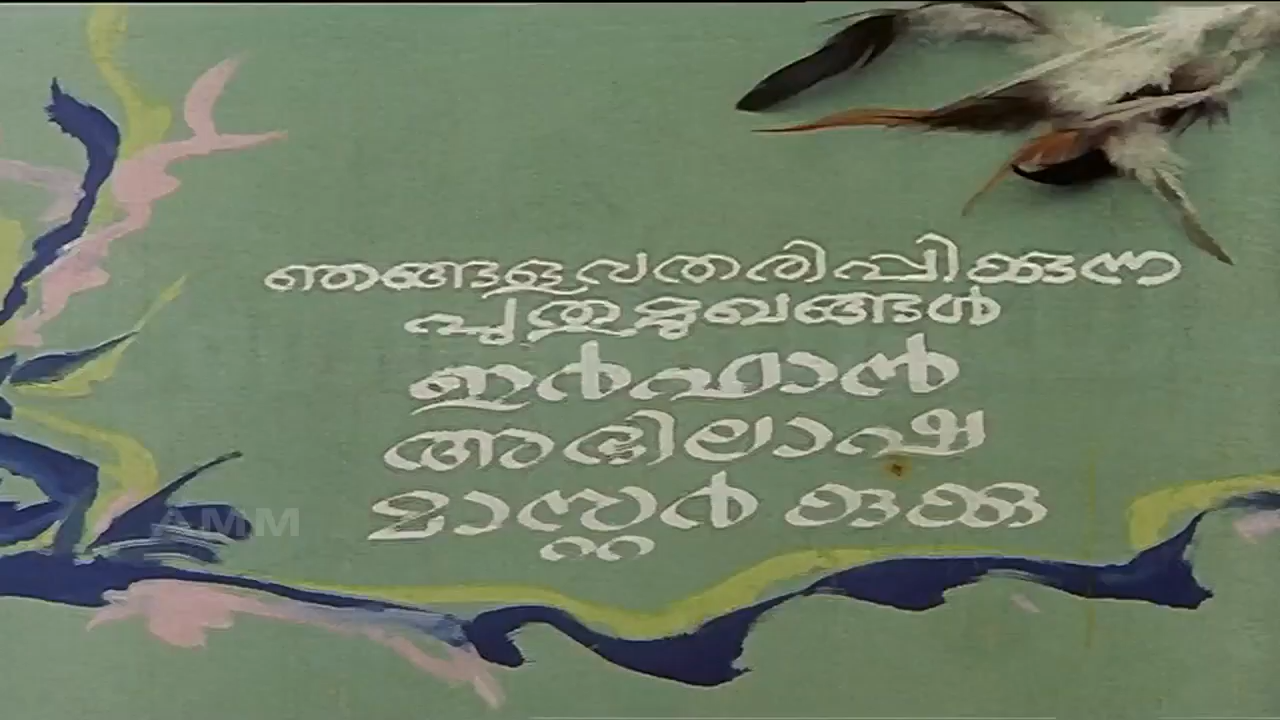 ഞങ്ങളവതരിപ്പിക്കുന്ന
പുതുമുഖങ്ങൾ
ഇർഫാൻ
അഭിലാഷ
മാസ്റ്റർ കുക്കു
AMM